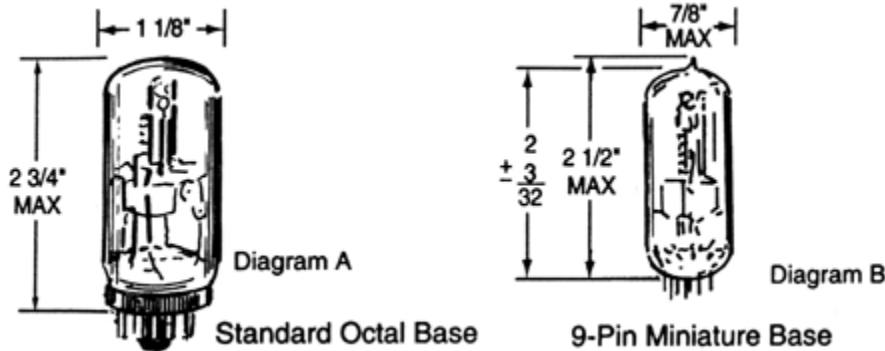 1 1/8"
2 3/4"
MAX
Diagram A
Standard Octal Base
7/8"
MAX
2
± 3
32
2 1/2"
MAX
Diagram B
9-Pin Miniature Base